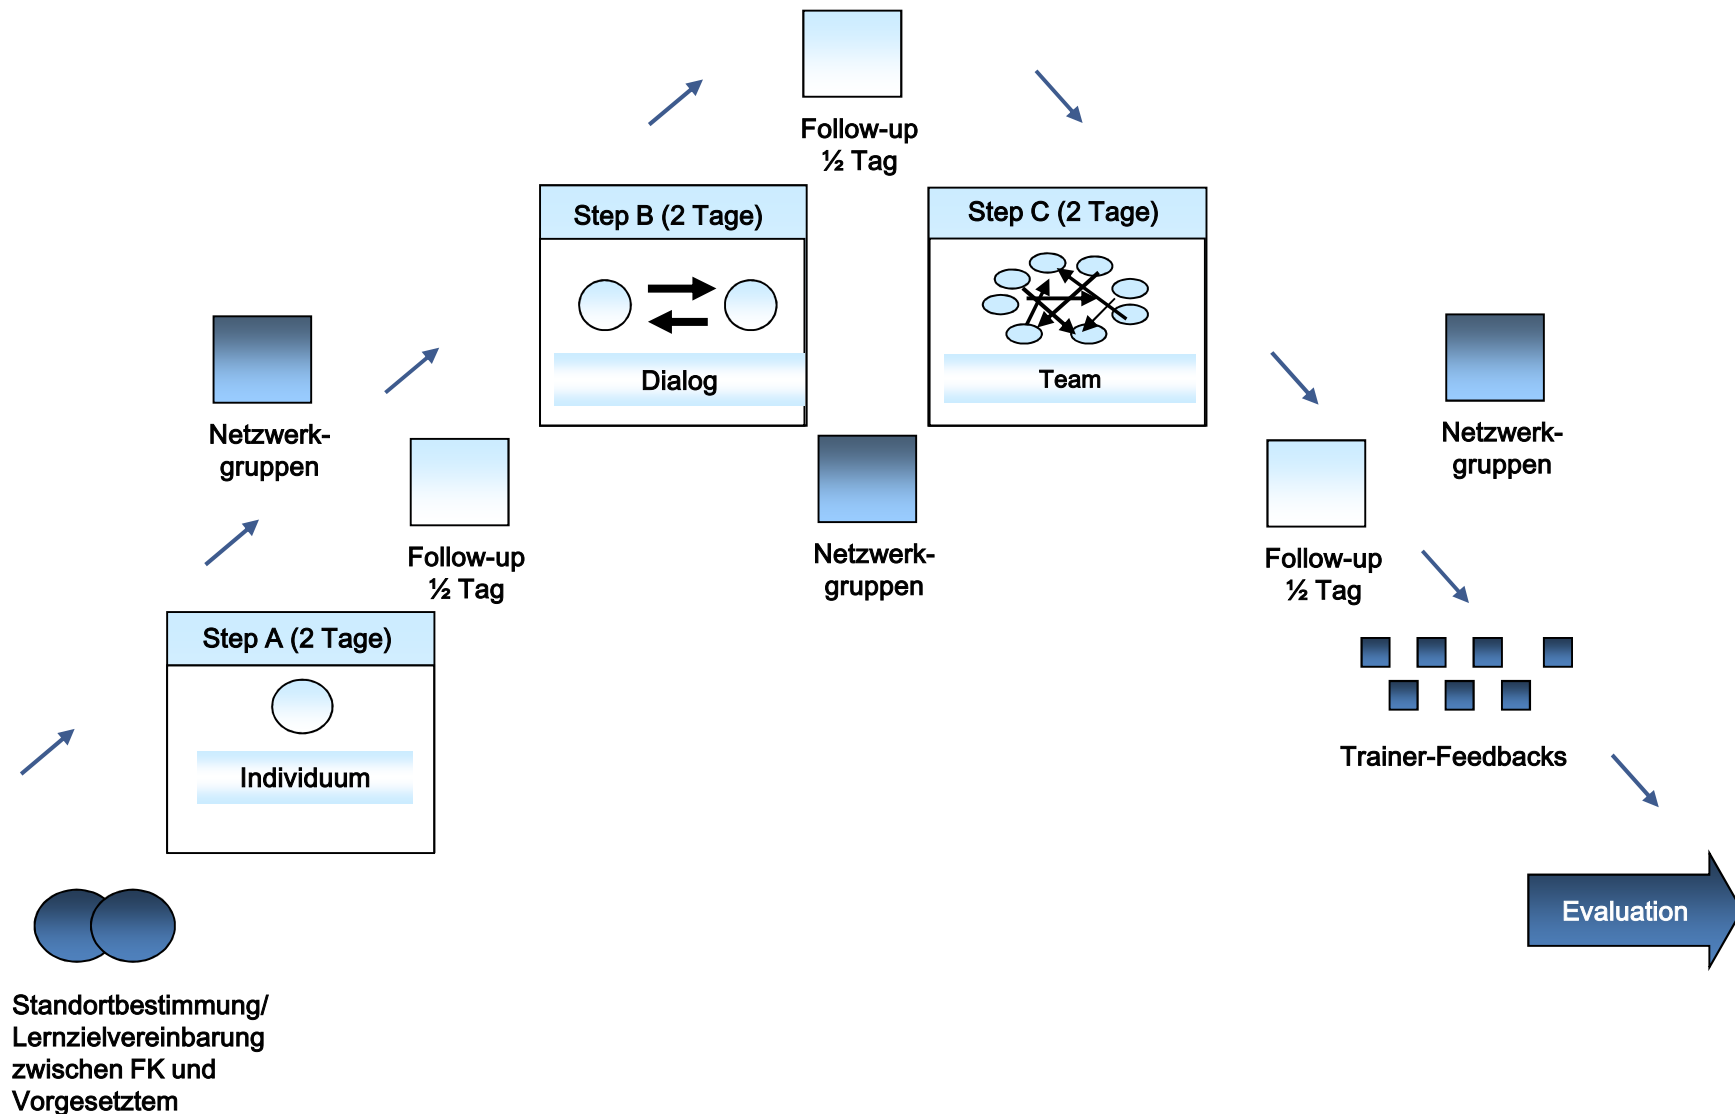 Follow-up
½ Tag
Step B (2 Tage)
Dialog
Step C (2 Tage)
Team
Netzwerk-
gruppen
Follow-up
½ Tag
Netzwerk-
gruppen
Follow-up
½ Tag
Netzwerk-
gruppen
Step A (2 Tage)
Individuum
Trainer-Feedbacks
Evaluation
Standortbestimmung/
Lernzielvereinbarung
zwischen FK und
Vorgesetztem